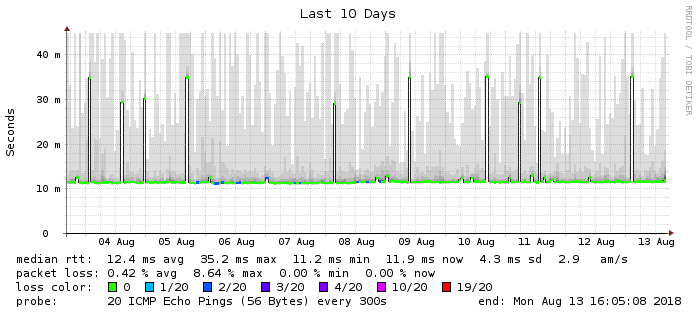 Last 10 Days
RRDTOOL / TOBI OETIKER
Seconds
40 m
30 m
20 m
10 m
0
04 Aug 05 Aug 06 Aug 07 Aug 08 Aug 09 Aug 10 Aug 11 Aug 12 Aug 13 Aug
median rtt: 12.4 ms avg 35.2 ms max 11.2 ms min 11.9 ms now 4.3 ms sd 2.9 am/s
packet loss: 0.42 % avg 8.64 % max 0.00 % min 0.00 % now
loss color: 0 1/20 2/20 3/20 4/20 10/20 19/20
probe: 20 ICMP Echo Pings (56 Bytes) every 300s end: Mon Aug 13 16:05:08 2018